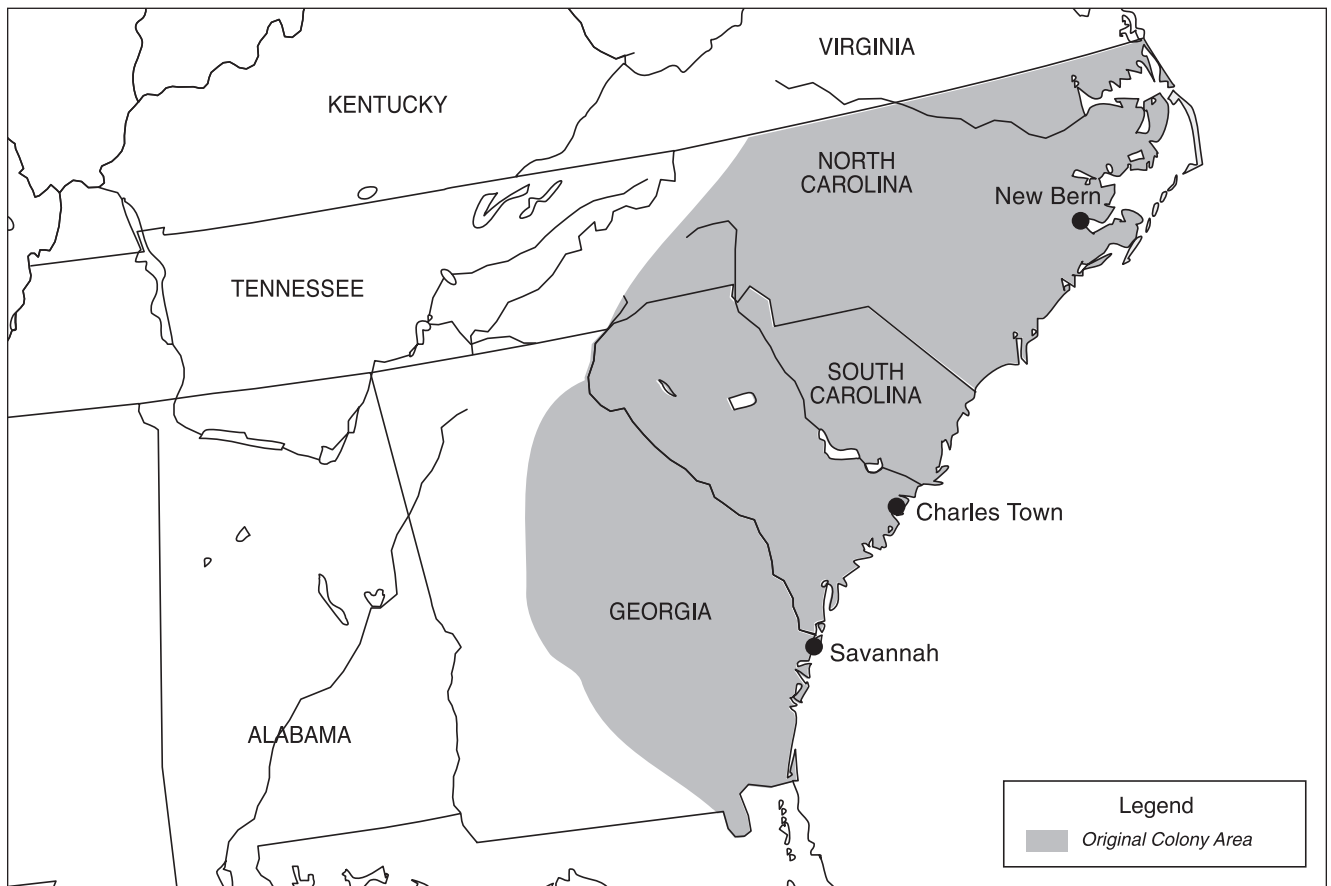 VIRGINIA
KENTUCKY
NORTH
CAROLINA
New Bern
TENNESSEE
SOUTH
CAROLINA
Charles Town
GEORGIA
Savannah
ALABAMA
Legend
Original Colony Area